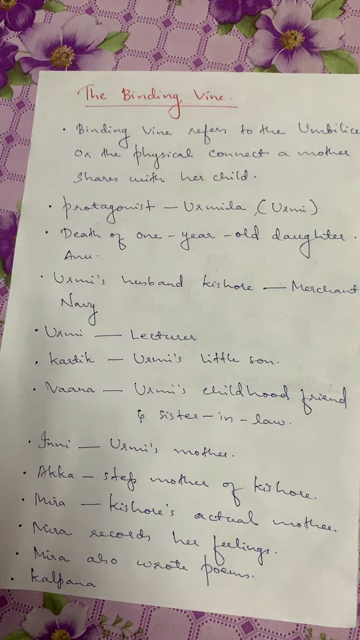 The Binding Vine.
• Binding Vine refers to the Umbilic
or the physical connect a mother
shares with her child.
• protagonist — Urmila (Urmi)
• Death of one-year-old daughter.
Anu.
• Urmi's husband kishore — Merchant
Navy
• Urmi — Lecturer
• Kartik — Urmi's little son.
• Vaana — Urmi's childhood friend
& sister-in-law.
• Inni — Urmi's mother.
• Akka — step mother of kishore.
• Mira — kishore's actual mother.
• Mira records her feelings.
• Mira also wrote poems.
• Kalpana